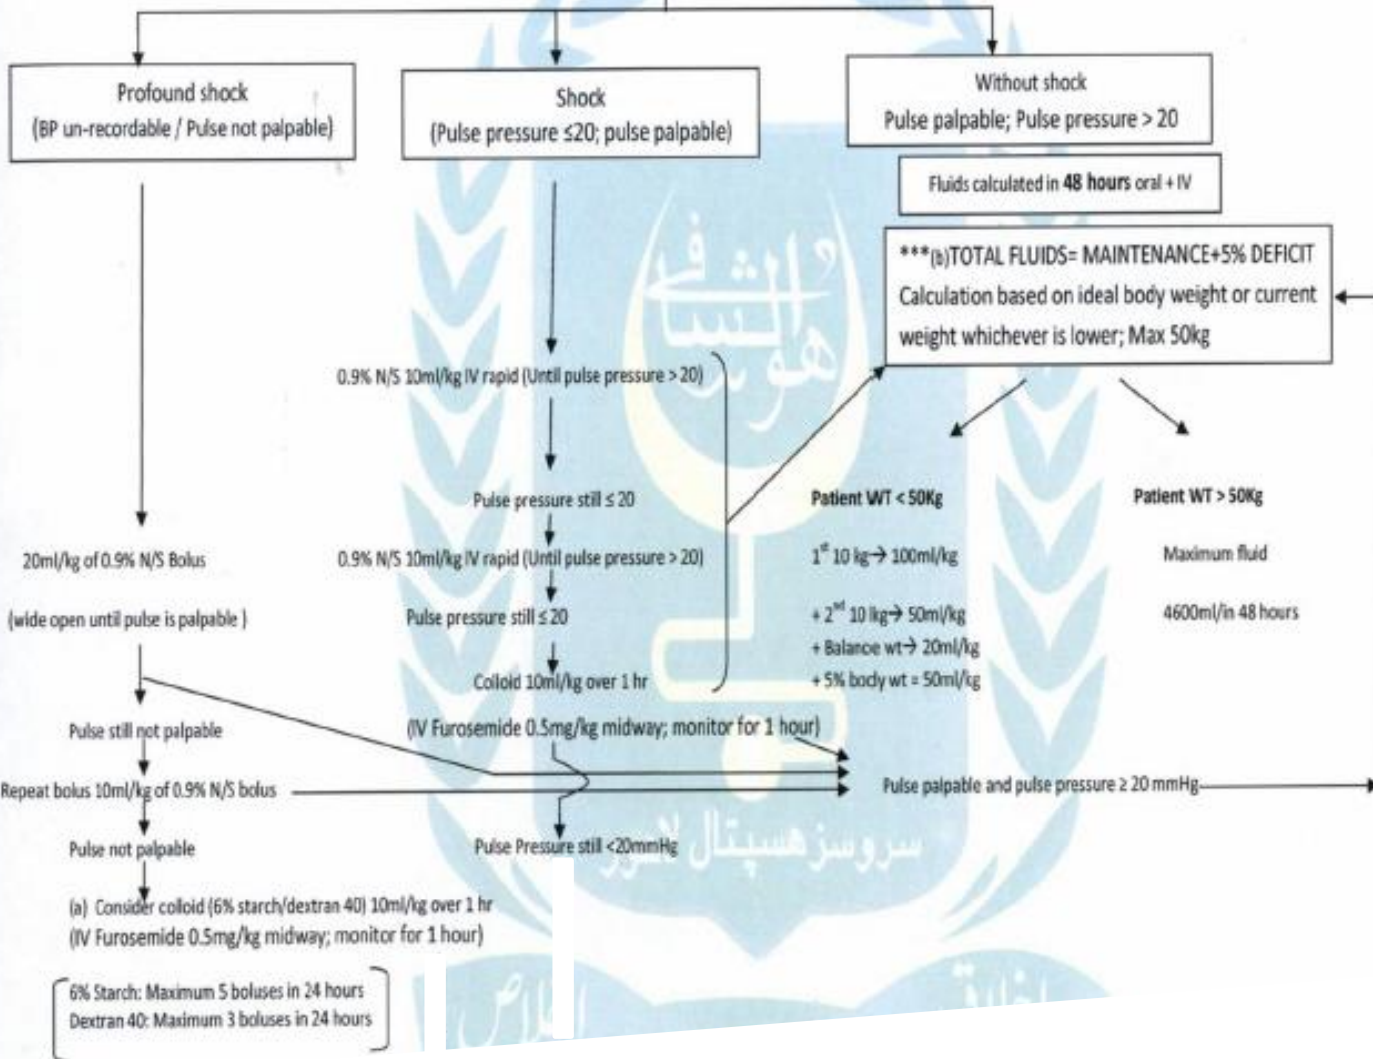 Profound shock
(BP un-recordable / Pulse not palpable)
Shock
(Pulse pressure ≤20; pulse palpable)
Without shock
Pulse palpable; Pulse pressure > 20
Fluids calculated in 48 hours oral + IV
***(b)TOTAL FLUIDS= MAINTENANCE+5% DEFICIT
Calculation based on ideal body weight or current
weight whichever is lower; Max 50kg
20ml/kg of 0.9% N/S Bolus
(wide open until pulse is palpable )
Pulse still not palpable
Repeat bolus 10ml/kg of 0.9% N/S bolus
Pulse not palpable
(a) Consider colloid (6% starch/dextran 40) 10ml/kg over 1 hr
(IV Furosemide 0.5mg/kg midway; monitor for 1 hour)
6% Starch: Maximum 5 boluses in 24 hours
Dextran 40: Maximum 3 boluses in 24 hours
0.9% N/S 10ml/kg IV rapid (Until pulse pressure > 20)
Pulse pressure still ≤ 20
0.9% N/S 10ml/kg IV rapid (Until pulse pressure > 20)
Pulse pressure still ≤ 20
Colloid 10ml/kg over 1 hr
(IV Furosemide 0.5mg/kg midway; monitor for 1 hour)
Pulse Pressure still <20mmHg
Patient WT < 50Kg
1st 10 kg→ 100ml/kg
+ 2nd 10 lkg→ 50ml/kg
+ Balance wt→ 20ml/kg
+ 5% body wt = 50ml/kg
Patient WT > 50Kg
Maximum fluid
4600ml/in 48 hours
Pulse palpable and pulse pressure ≥ 20 mmHg
هوالشافی
سروسز هسپتال لاہور